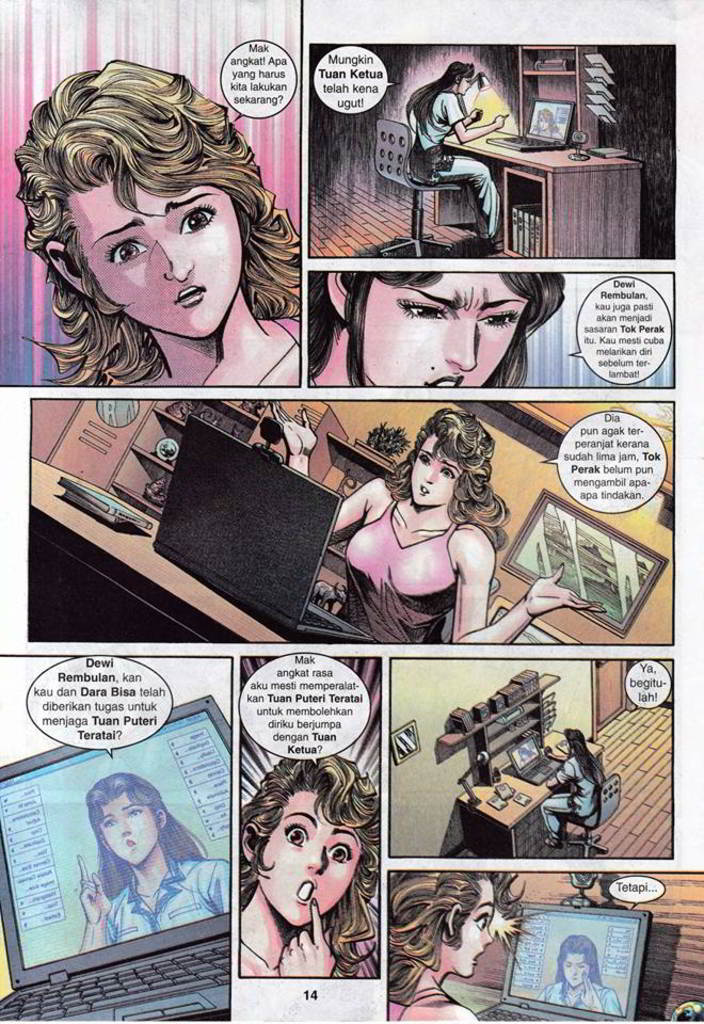 Mak
angkat! Apa
yang harus
kita lakukan
sekarang?
Mungkin
Tuan Ketua
telah kena
ugut!
Dewi
Rembulan,
kau juga pasti
akan menjadi
sasaran Tok Perak
itu. Kau mesti cuba
melarikan diri
sebelum ter-
lambat!
Dia
pun agak ter-
peranjat kerana
sudah lima jam, Tok
Perak belum pun
mengambil apa-
apa tindakan.
Dewi
Rembulan, kan
kau dan Dara Bisa telah
diberikan tugas untuk
menjaga Tuan Puteri
Teratai?
Mak
angkat rasa
aku mesti memperalat-
kan Tuan Puteri Teratai
untuk membolehkan
diriku berjumpa
dengan Tuan
Ketua?
Ya,
begitu-
lah!
Tetapi...
14